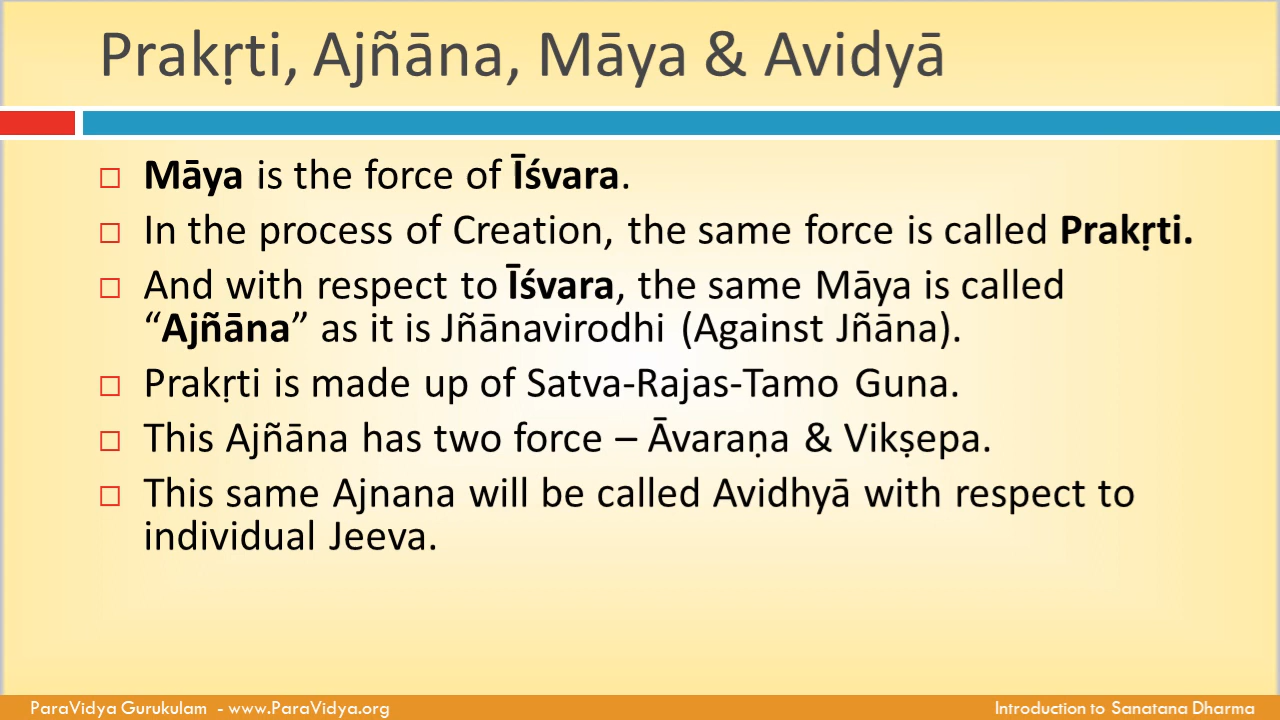 Prakṛti, Ajñāna, Māya & Avidyā
Māya is the force of Īśvara.
In the process of Creation, the same force is called Prakṛti.
And with respect to Īśvara, the same Māya is called
“Ajñāna” as it is Jñānavirodhi (Against Jñāna).
Prakṛti is made up of Satva-Rajas-Tamo Guna.
This Ajñāna has two force – Āvaraṇa & Vikṣepa.
This same Ajnana will be called Avidhyā with respect to
individual Jeeva.
ParaVidya Gurukulam - www.ParaVidya.org
Introduction to Sanatana Dharma